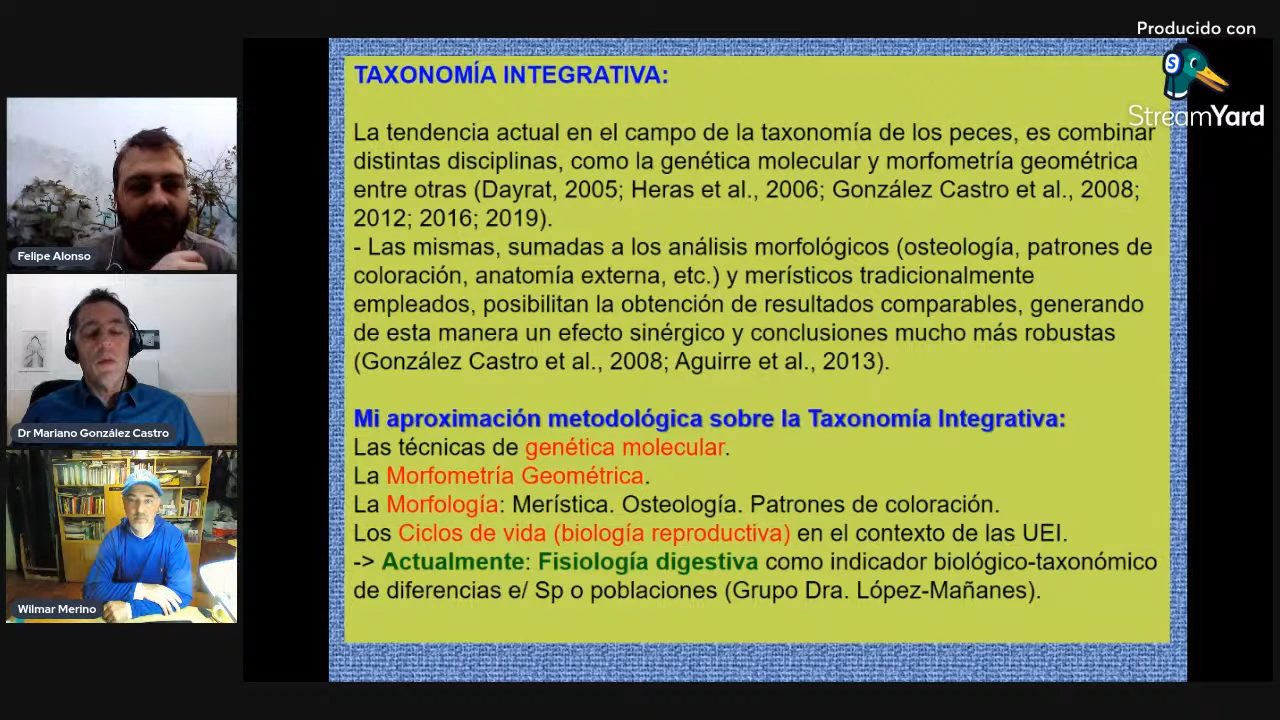 Producido con
StreamYard
TAXONOMÍA INTEGRATIVA:
La tendencia actual en el campo de la taxonomía de los peces, es combinar
distintas disciplinas, como la genética molecular y morfometría geométrica
entre otras (Dayrat, 2005; Heras et al., 2006; González Castro et al., 2008;
2012; 2016; 2019).
- Las mismas, sumadas a los análisis morfológicos (osteología, patrones de
coloración, anatomía externa, etc.) y merísticos tradicionalmente
empleados, posibilitan la obtención de resultados comparables, generando
de esta manera un efecto sinérgico y conclusiones mucho más robustas
(González Castro et al., 2008; Aguirre et al., 2013).
Mi aproximación metodológica sobre la Taxonomía Integrativa:
Las técnicas de genética molecular.
La Morfometría Geométrica.
La Morfología: Merística. Osteología. Patrones de coloración.
Los Ciclos de vida (biología reproductiva) en el contexto de las UEI.
-> Actualmente: Fisiología digestiva como indicador biológico-taxonómico
de diferencias e/ Sp o poblaciones (Grupo Dra. López-Mañanes).
Felipe Alonso
Dr Mariano González Castro
Wilmar Merino